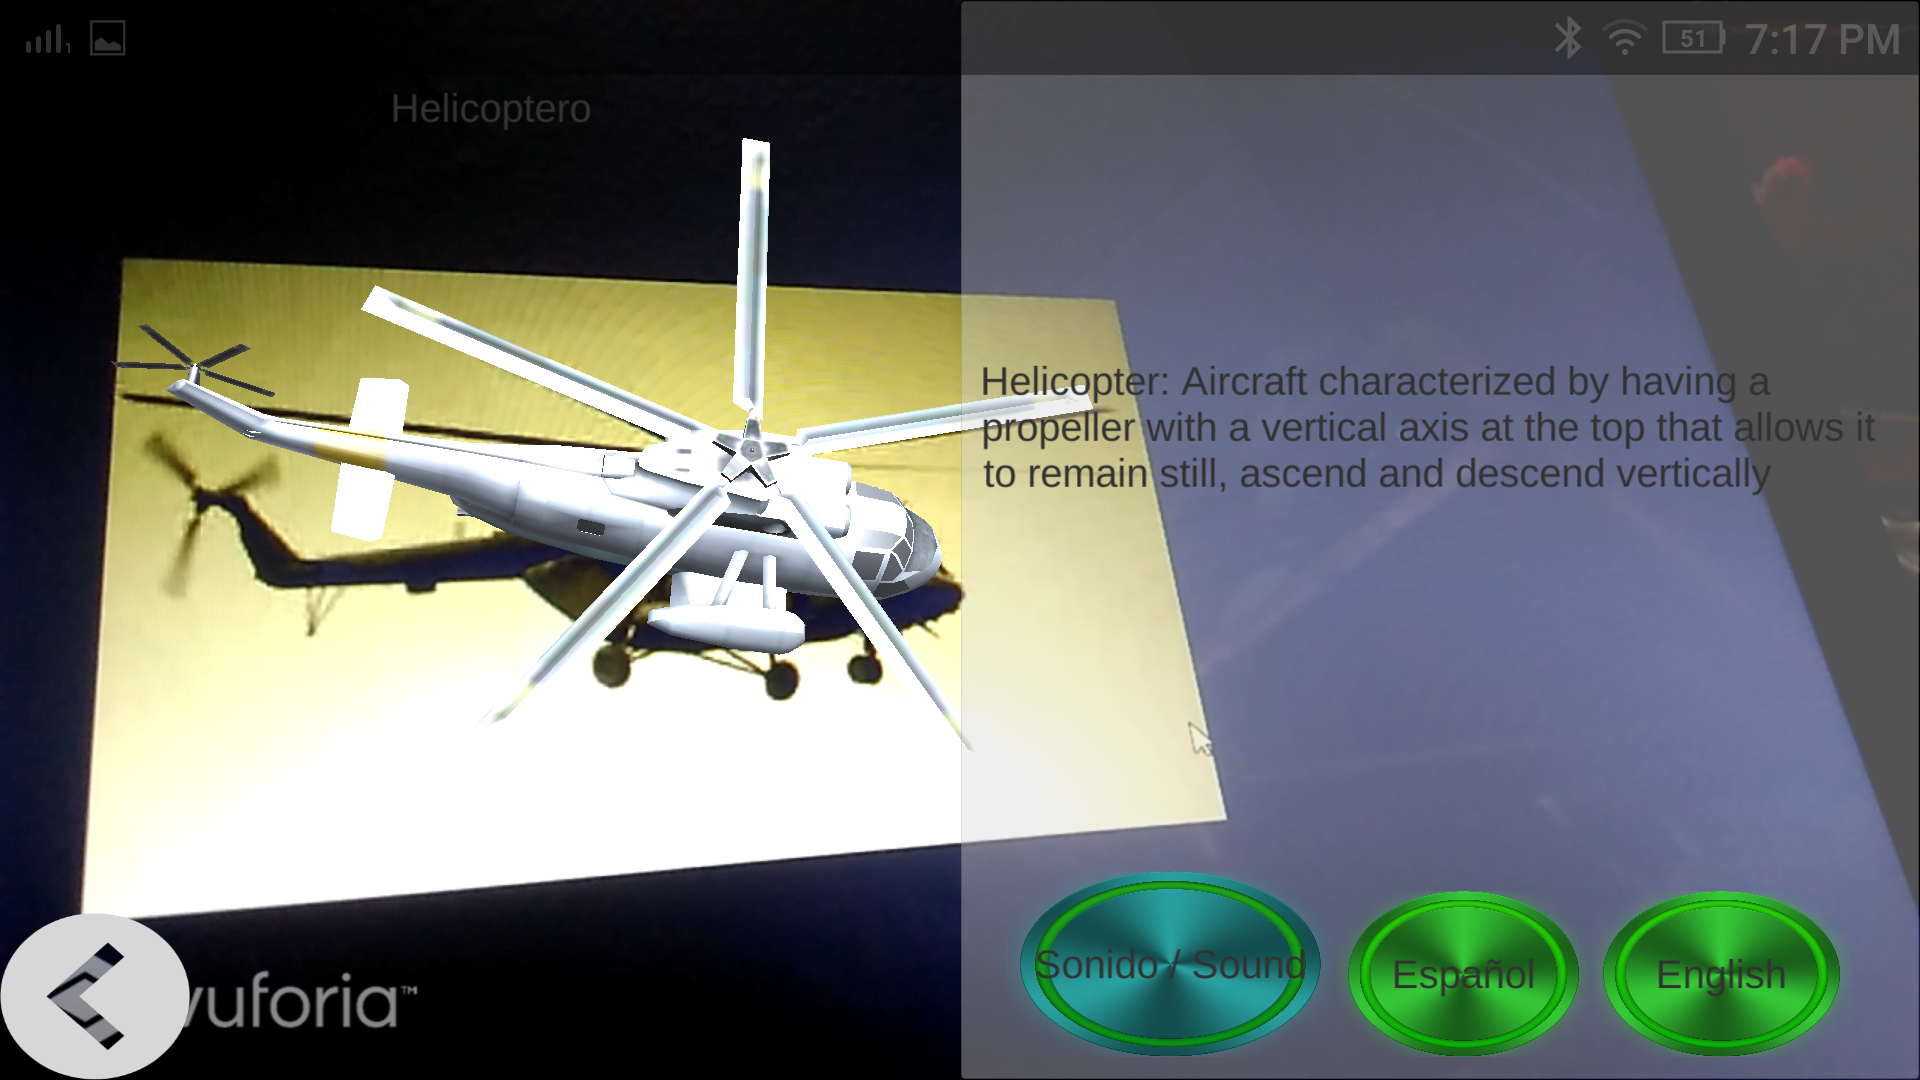 51 7:17 PM
Helicoptero
Helicopter: Aircraft characterized by having a
propeller with a vertical axis at the top that allows it
to remain still, ascend and descend vertically
Sonido / Sound
Español
English
vuforia™